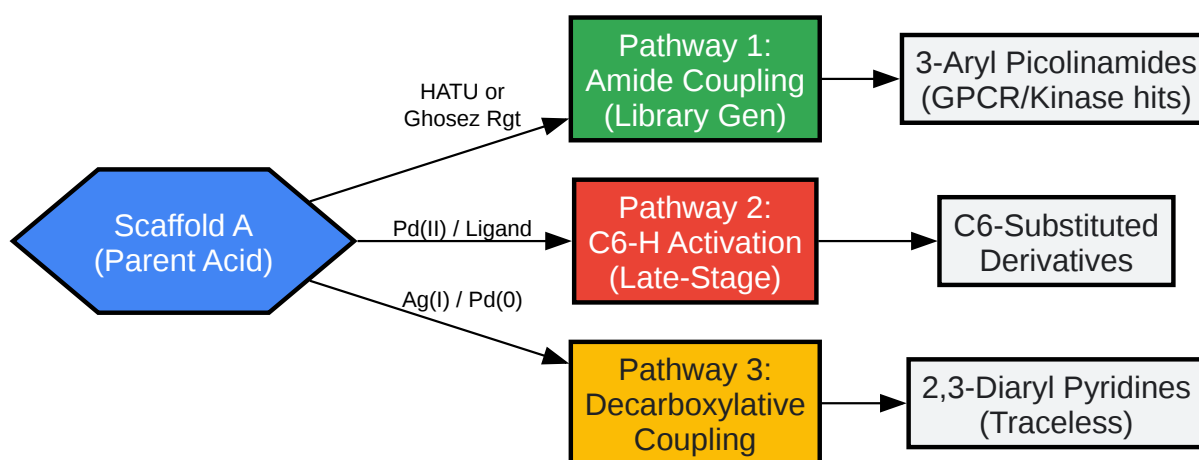 Scaffold A
(Parent Acid)
HATU or
Ghosez Rgt
Pathway 1:
Amide Coupling
(Library Gen)
3-Aryl Picolinamides
(GPCR/Kinase hits)
Pd(II) / Ligand
Pathway 2:
C6-H Activation
(Late-Stage)
C6-Substituted
Derivatives
Ag(I) / Pd(0)
Pathway 3:
Decarboxylative
Coupling
2,3-Diaryl Pyridines
(Traceless)